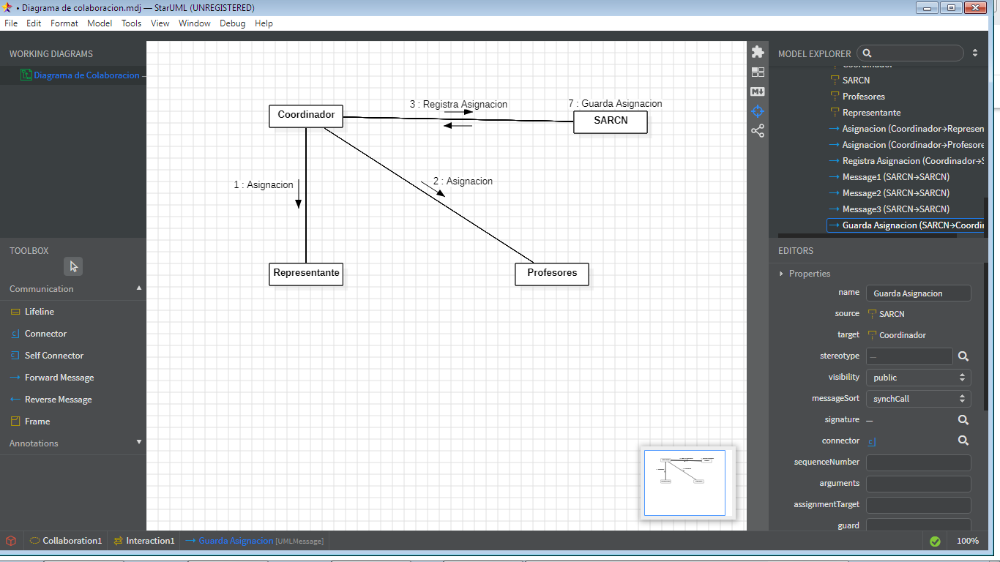 • Diagrama de colaboracion.mdj — StarUML (UNREGISTERED)
File Edit Format Model Tools View Window Debug Help
WORKING DIAGRAMS
Diagrama de Colaboracion —
TOOLBOX
Communication
Lifeline
Connector
Self Connector
Forward Message
Reverse Message
Frame
Annotations
3 : Registra Asignacion
7 : Guarda Asignacion
Coordinador
SARCN
1 : Asignacion
2 : Asignacion
Representante
Profesores
MODEL EXPLORER
Coordinador
SARCN
Profesores
Representante
Asignacion (Coordinador→Represen
Asignacion (Coordinador→Profesore
Registra Asignacion (Coordinador→S
Message1 (SARCN→SARCN)
Message2 (SARCN→SARCN)
Message3 (SARCN→SARCN)
Guarda Asignacion (SARCN→Coordin
EDITORS
Properties
name Guarda Asignacion
source SARCN
target Coordinador
stereotype —
visibility public
messageSort synchCall
signature —
connector
sequenceNumber
arguments
assignmentTarget
guard
Collaboration1 Interaction1 Guarda Asignacion [UMLMessage] 100%